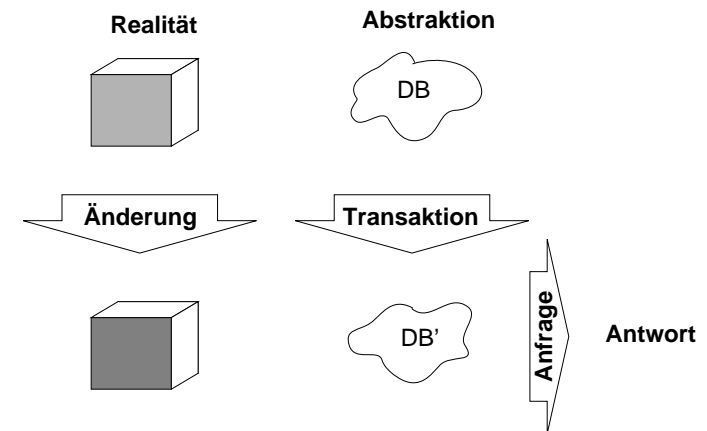 Realität
Abstraktion
DB
Änderung
Transaktion
DB'
Anfrage
Antwort